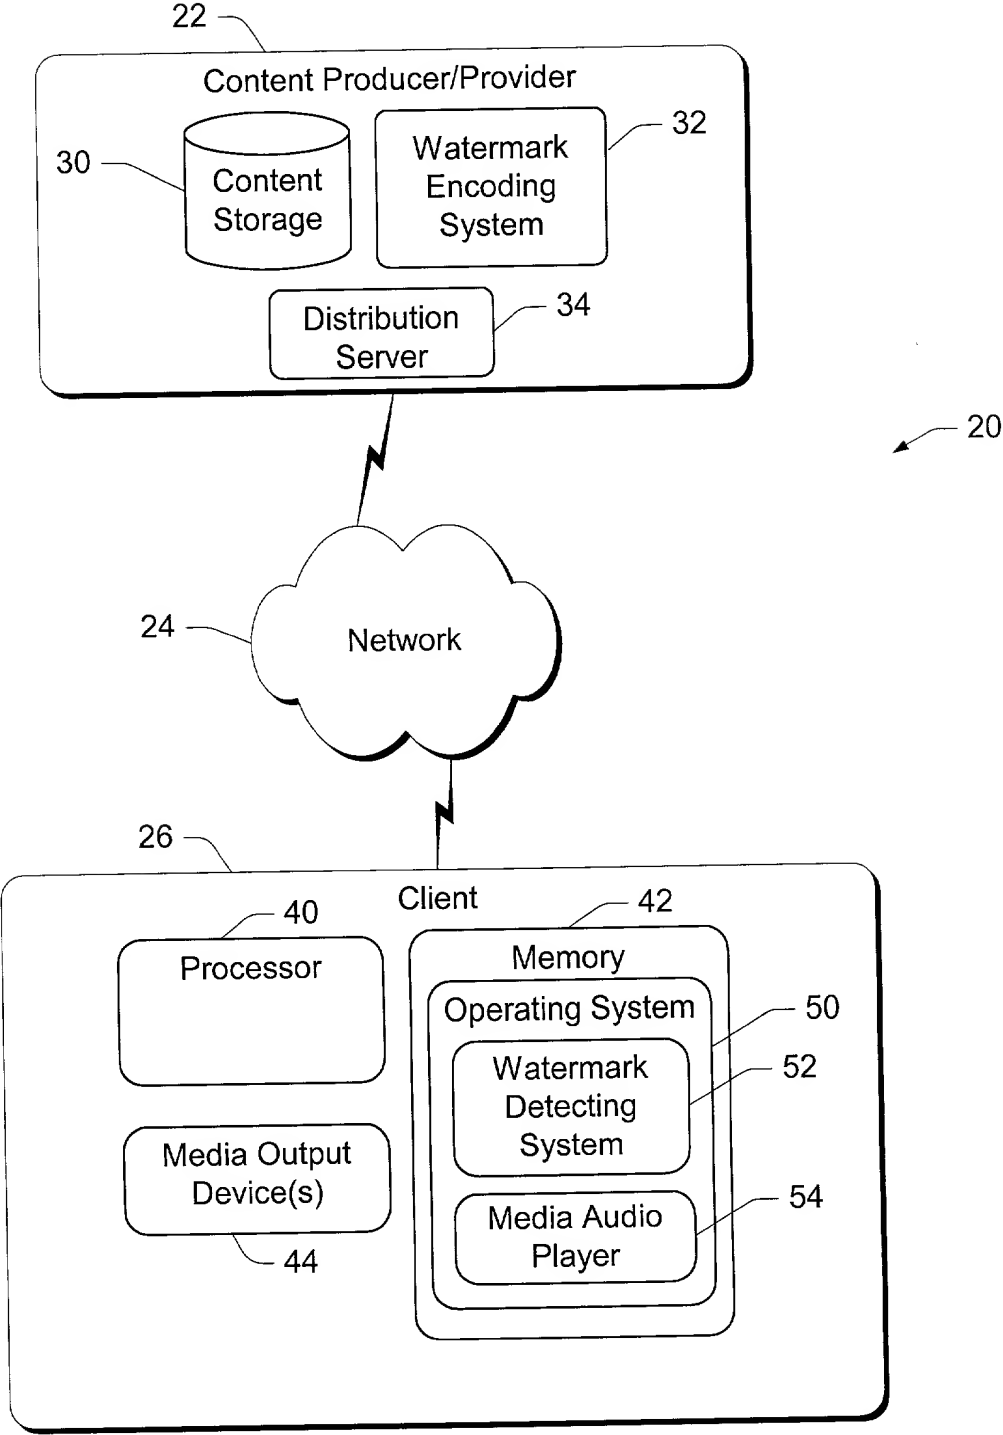 22
Content Producer/Provider
30
Content
Storage
Watermark
Encoding
System
32
Distribution
Server
34
20
24
Network
26
Client
40
Processor
42
Memory
Operating System
50
Watermark
Detecting
System
52
Media Output
Device(s)
44
Media Audio
Player
54